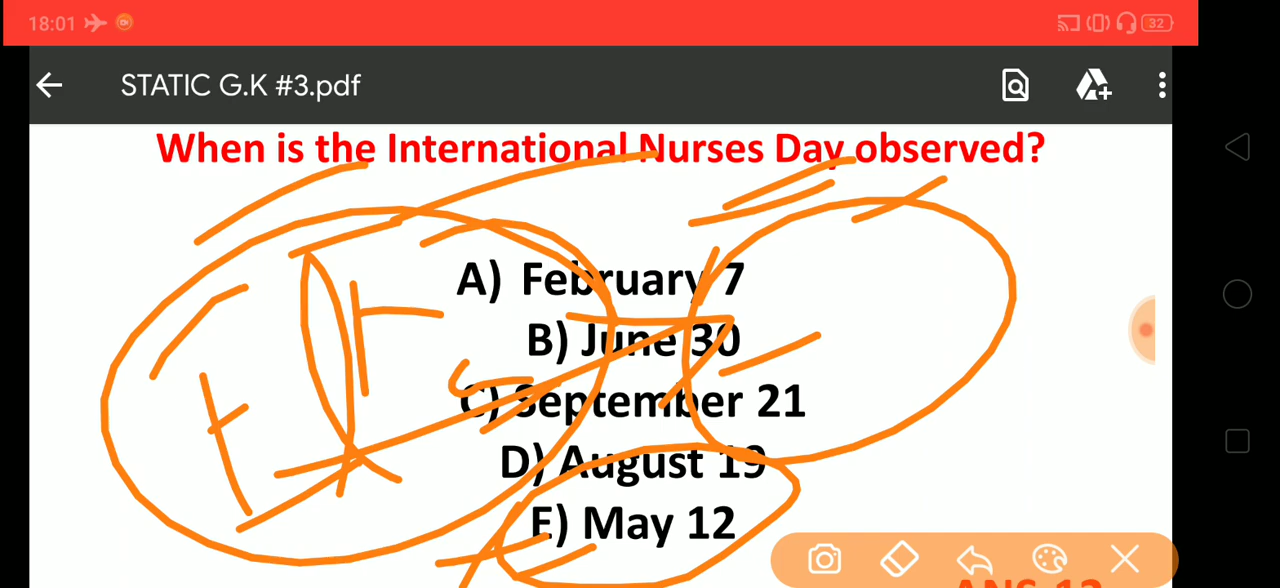 18:01 32
STATIC G.K #3.pdf
When is the International Nurses Day observed?
A) February 7
B) June 30
C) September 21
D) August 19
E) May 12